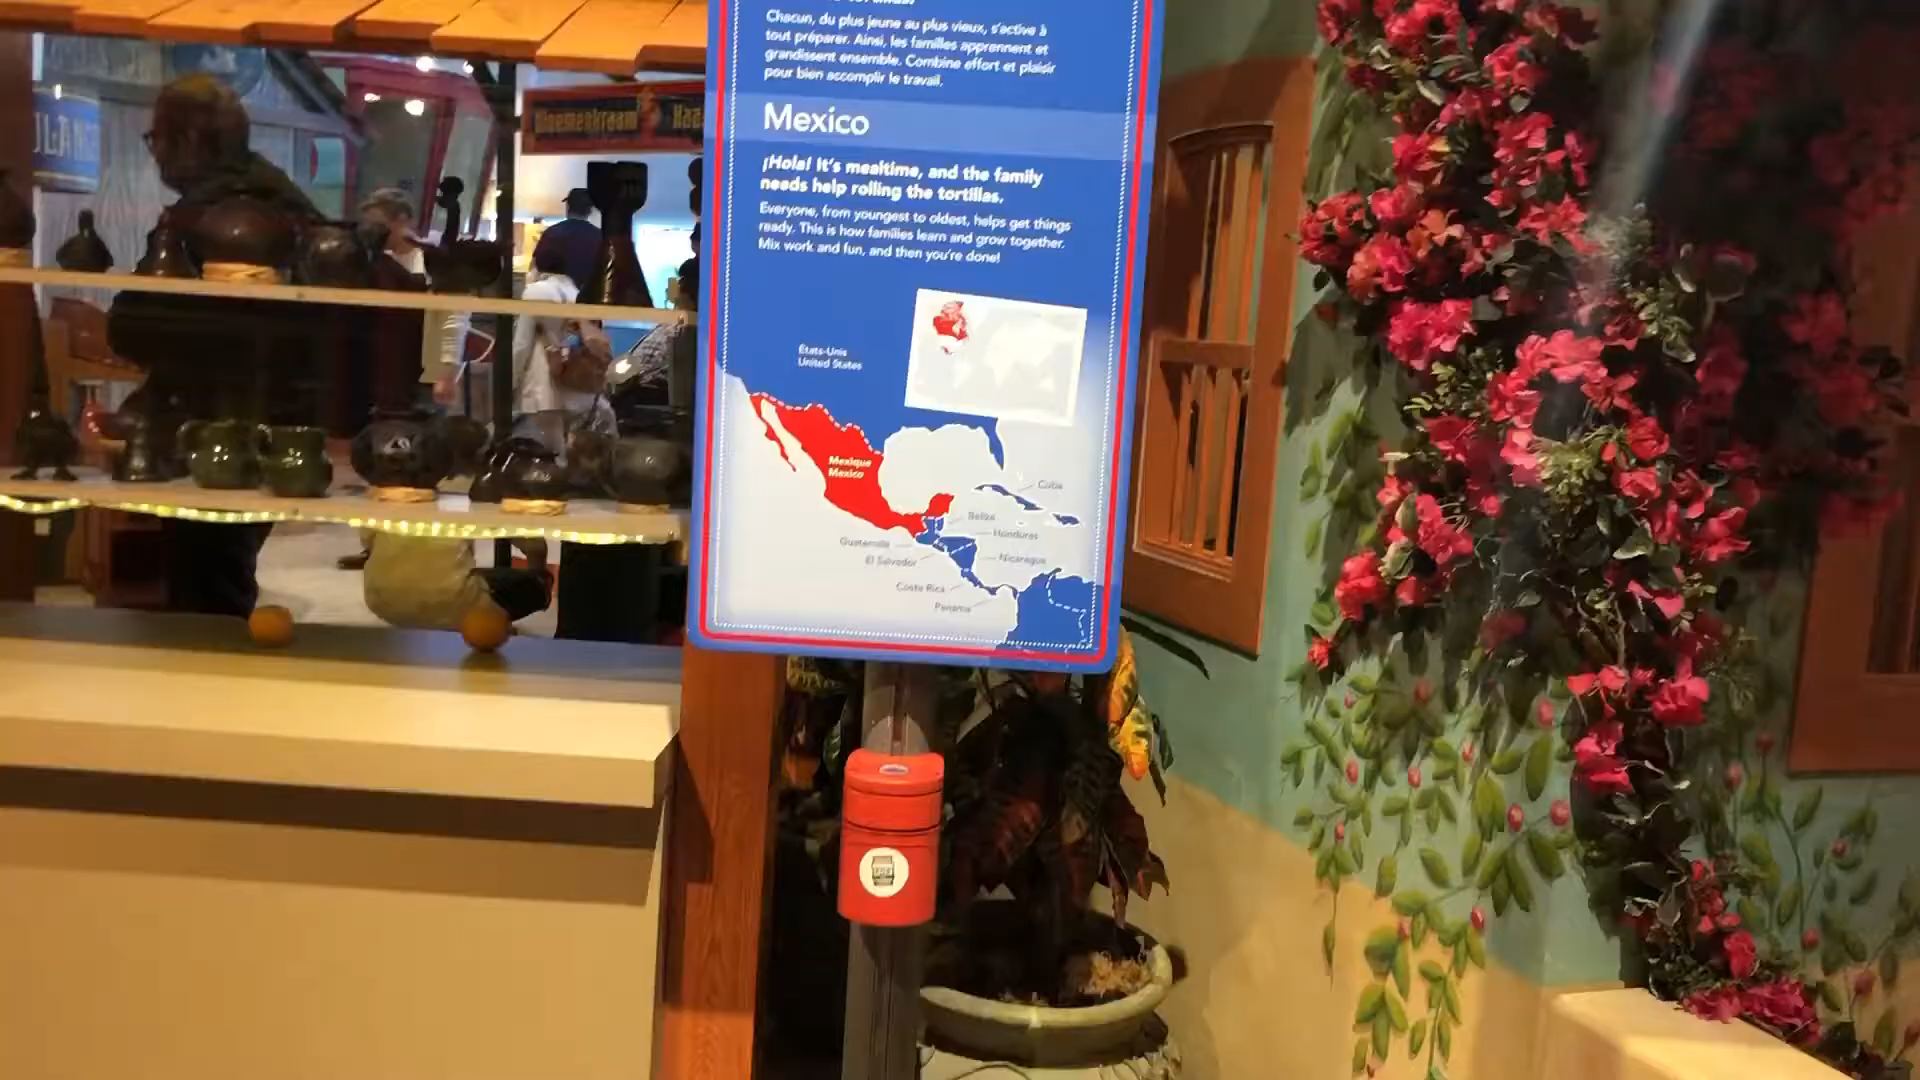 Chacun, du plus jeune au plus vieux, s'active à
tout préparer. Ainsi, les familles apprennent et
grandissent ensemble. Combine effort et plaisir
pour bien accomplir le travail.
Mexico
¡Hola! It's mealtime, and the family
needs help rolling the tortillas.
Everyone, from youngest to oldest, helps get things
ready. This is how families learn and grow together.
Mix work and fun, and then you're done!
États-Unis
United States
Mexique
Mexico
Cuba
Belize
Honduras
Guatemala
El Salvador
Nicaragua
Costa Rica
Panama
Bloemenkraam